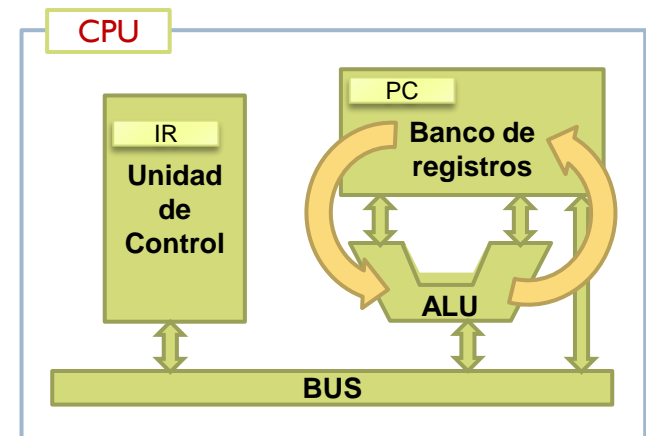 CPU
IR
Unidad
de
Control
PC
Banco de
registros
ALU
BUS